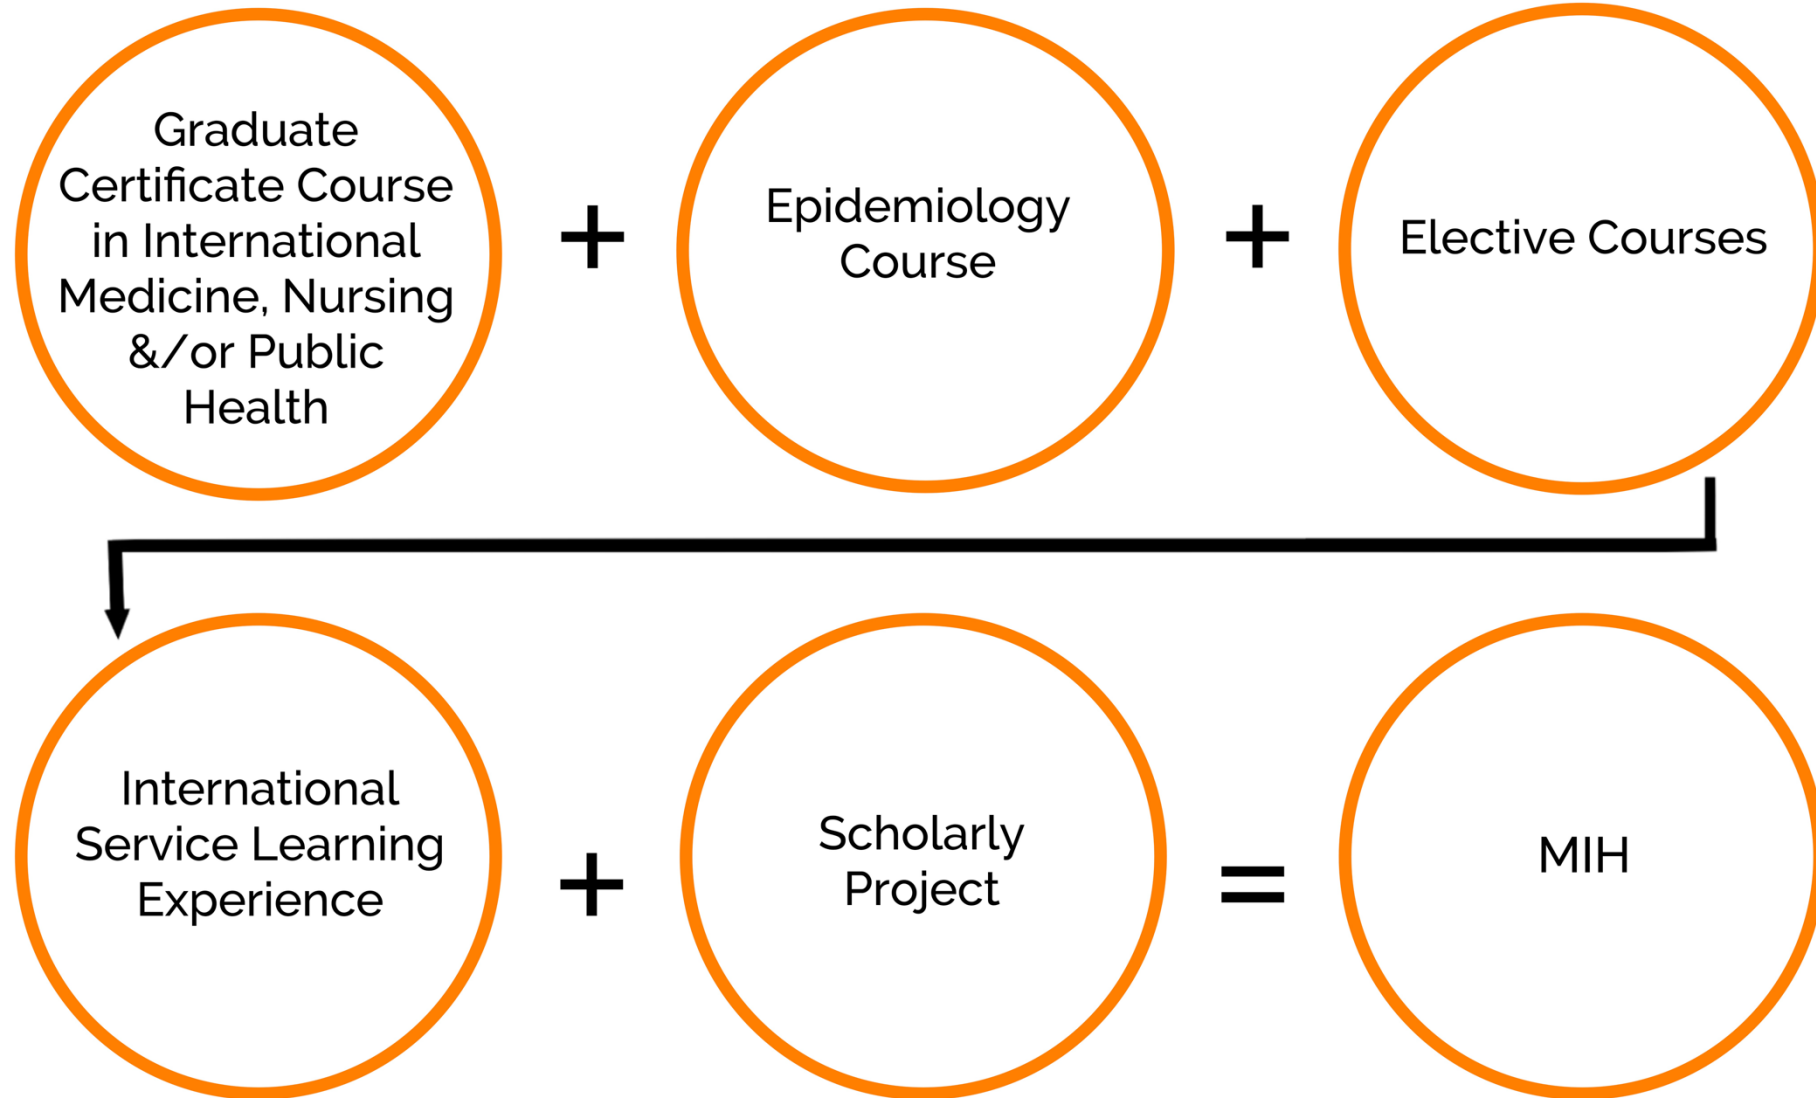 Graduate
Certificate Course
in International
Medicine, Nursing
&/or Public
Health
+
Epidemiology
Course
+
Elective Courses
International
Service Learning
Experience
+
Scholarly
Project
=
MIH